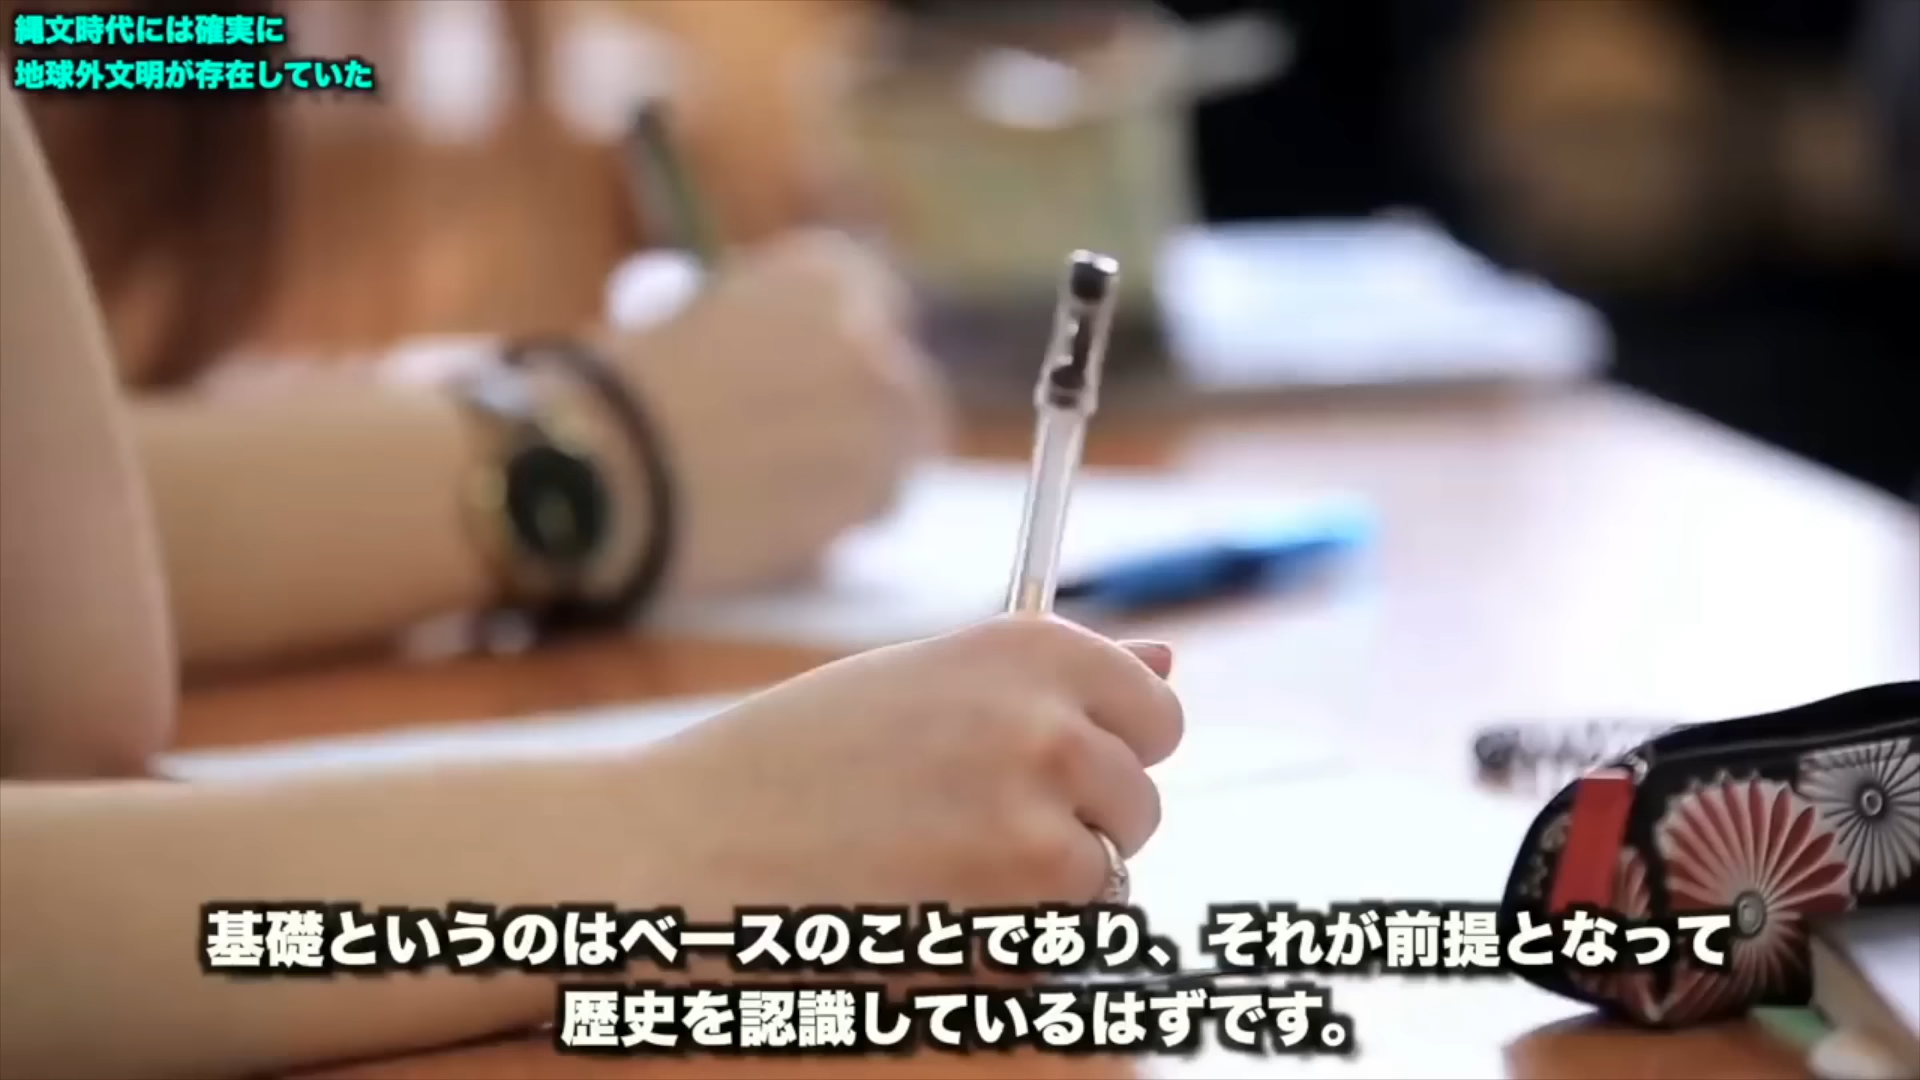 縄文時代には確実に
地球外文明が存在していた
基礎というのはベースのことであり、それが前提となって
歴史を認識しているはずです。